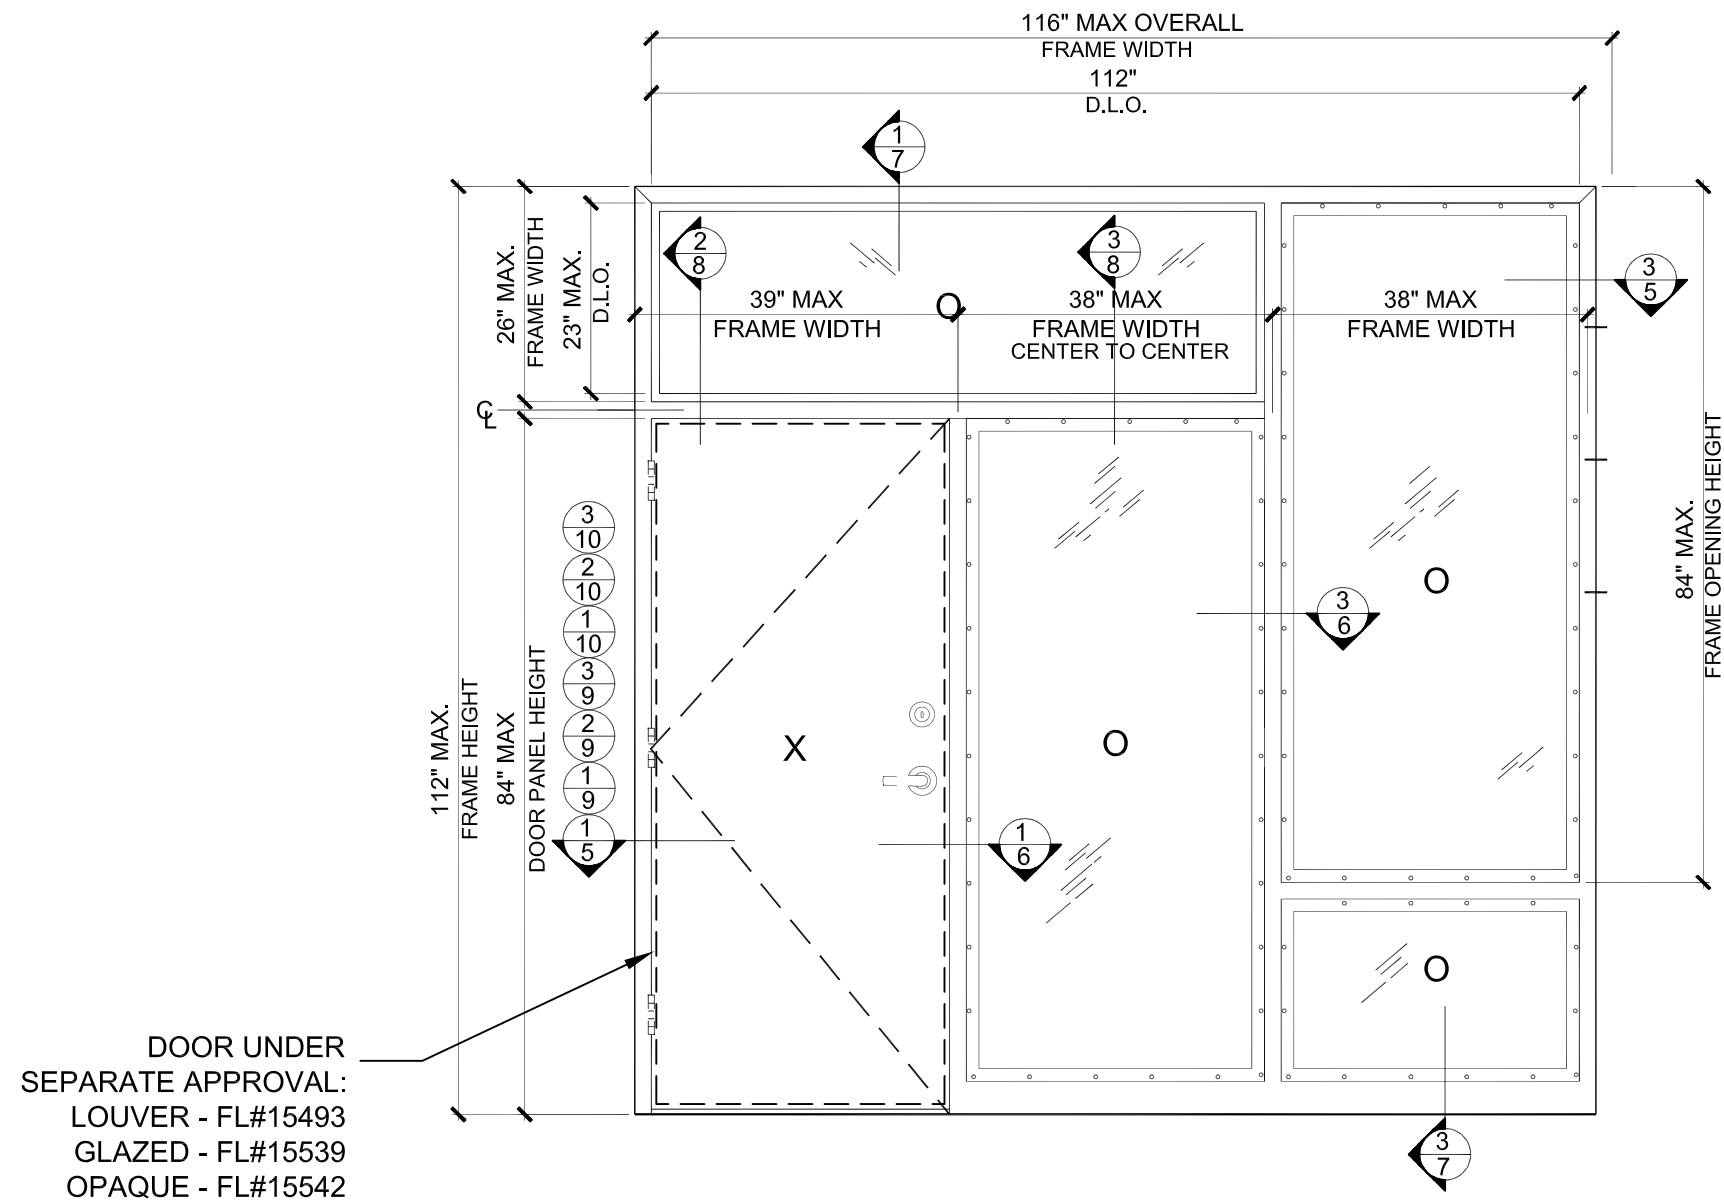 116" MAX OVERALL
FRAME WIDTH
112"
D.L.O.
1
7
2
8
3
8
3
5
26" MAX.
FRAME WIDTH
23" MAX.
D.L.O.
39" MAX
FRAME WIDTH
O
38" MAX
FRAME WIDTH
CENTER TO CENTER
38" MAX
FRAME WIDTH
CL
84" MAX.
FRAME OPENING HEIGHT
3
10
2
10
1
10
3
9
2
9
1
9
1
5
112" MAX.
FRAME HEIGHT
84" MAX
DOOR PANEL HEIGHT
X
O
O
3
6
1
6
O
3
7
DOOR UNDER
SEPARATE APPROVAL:
LOUVER - FL#15493
GLAZED - FL#15539
OPAQUE - FL#15542